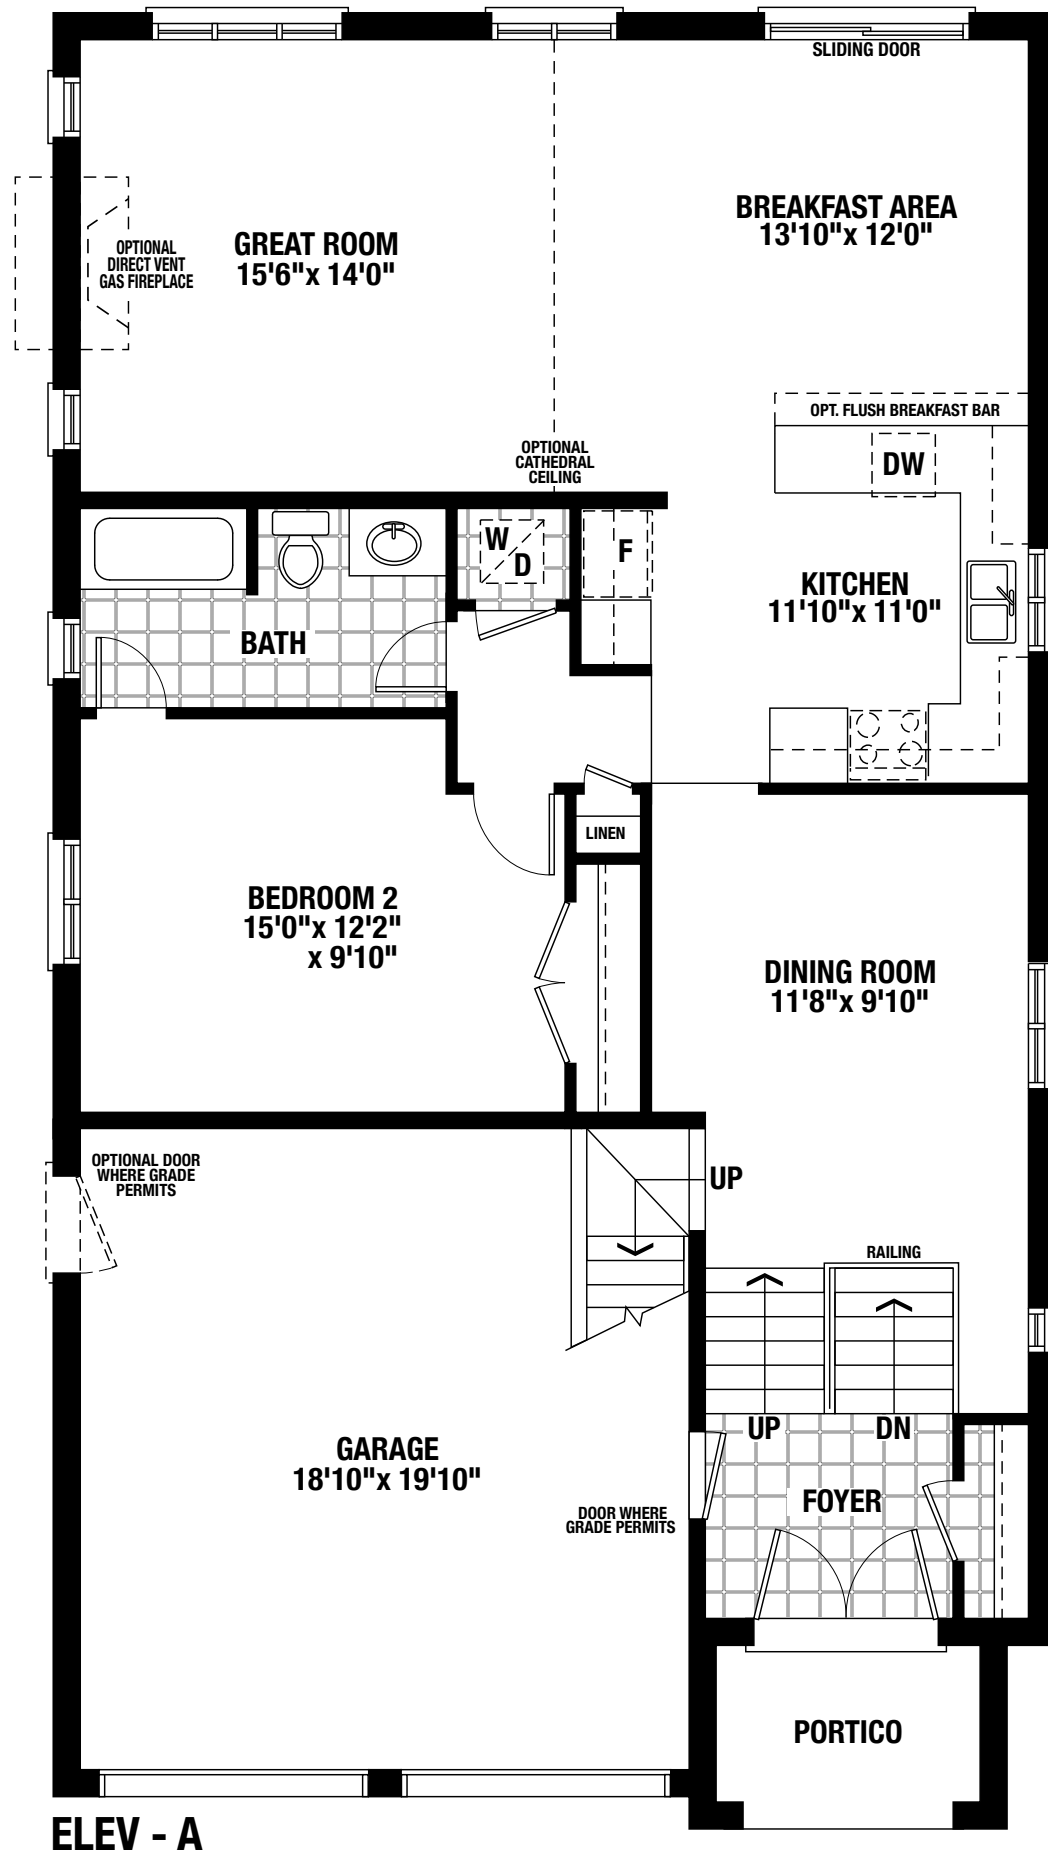 SLIDING DOOR
BREAKFAST AREA
13'10"x 12'0"
GREAT ROOM
15'6"x 14'0"
OPTIONAL
DIRECT VENT
GAS FIREPLACE
OPT. FLUSH BREAKFAST BAR
OPTIONAL
CATHEDRAL
CEILING
DW
W
D
F
KITCHEN
11'10"x 11'0"
BATH
LINEN
BEDROOM 2
15'0"x 12'2"
x 9'10"
DINING ROOM
11'8"x 9'10"
OPTIONAL DOOR
WHERE GRADE
PERMITS
UP
RAILING
UP
DN
GARAGE
18'10"x 19'10"
FOYER
DOOR WHERE
GRADE PERMITS
PORTICO
ELEV - A